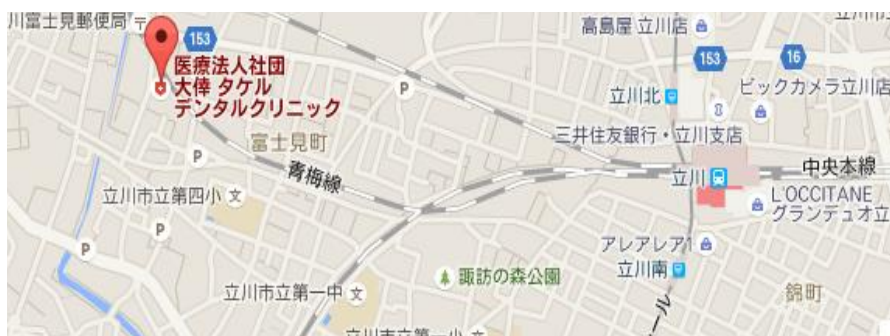 川富士見郵便局
153
医療法人社団
大倖 タケル
デンタルクリニック
富士見町
青梅線
立川市立第四小
立川市立第一中
諏訪の森公園
高島屋 立川店
153
16
ビックカメラ立川店
立川北
三井住友銀行・立川支店
中央本線
立川
L'OCCITANE
グランデュオ立
アレアレア1
立川南
錦町
P
P
P
P